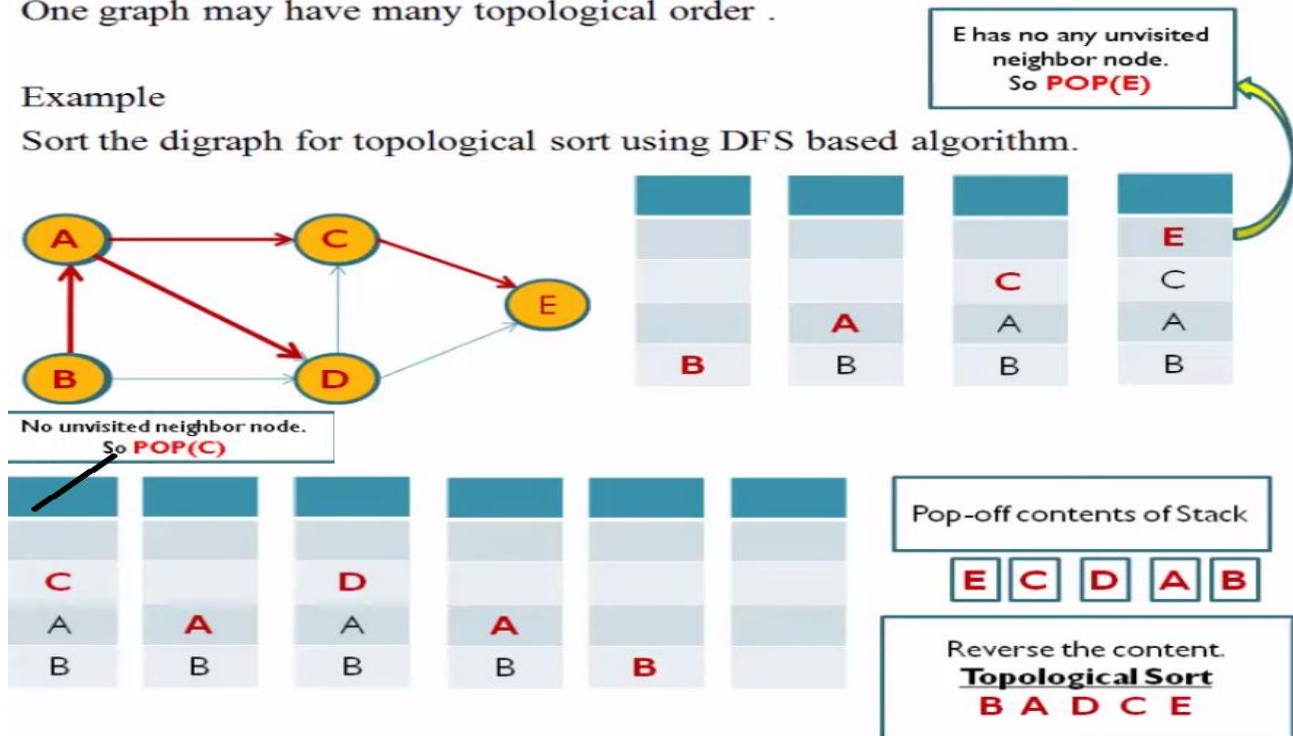 One graph may have many topological order .
E has no any unvisited
neighbor node.
So POP(E)
Example
Sort the digraph for topological sort using DFS based algorithm.
A
C
E
B
D
E
C C
A A A
B B B B
No unvisited neighbor node.
So POP(C)
C D
A A A A
B B B B B
Pop-off contents of Stack
E C D A B
Reverse the content.
Topological Sort
B A D C E